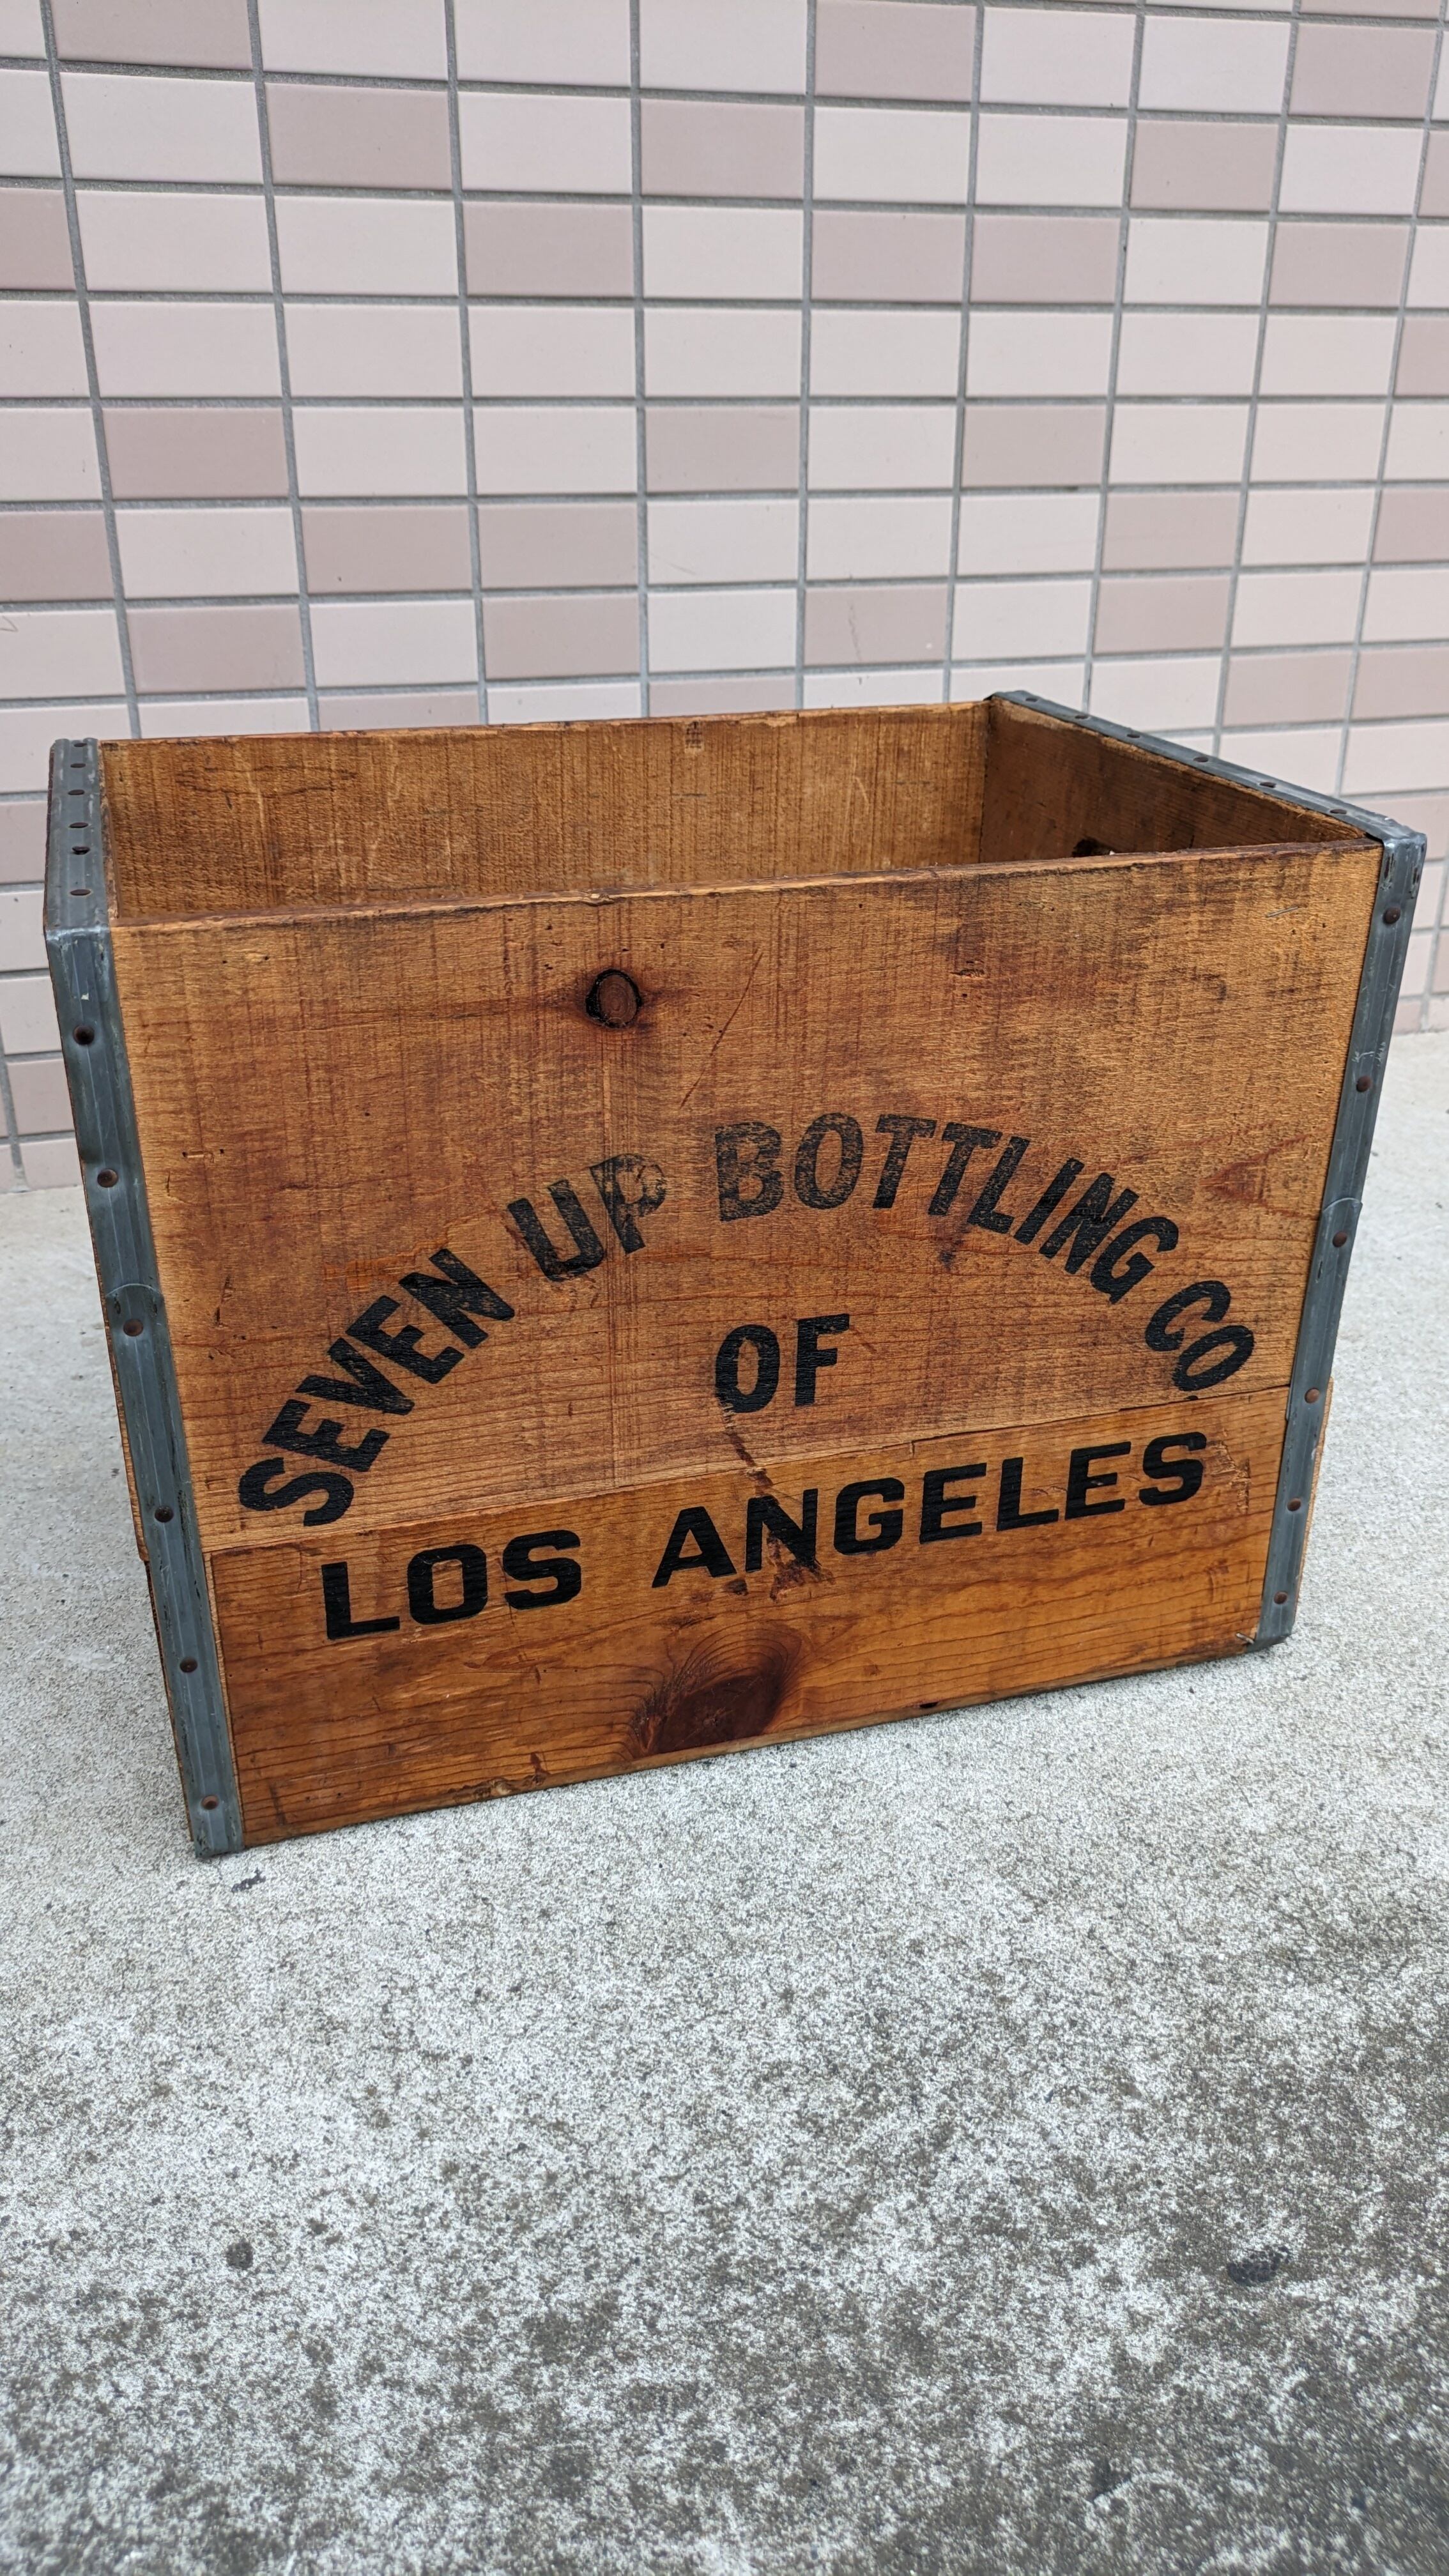 SEVEN UP BOTTLING CO
OF
LOS ANGELES